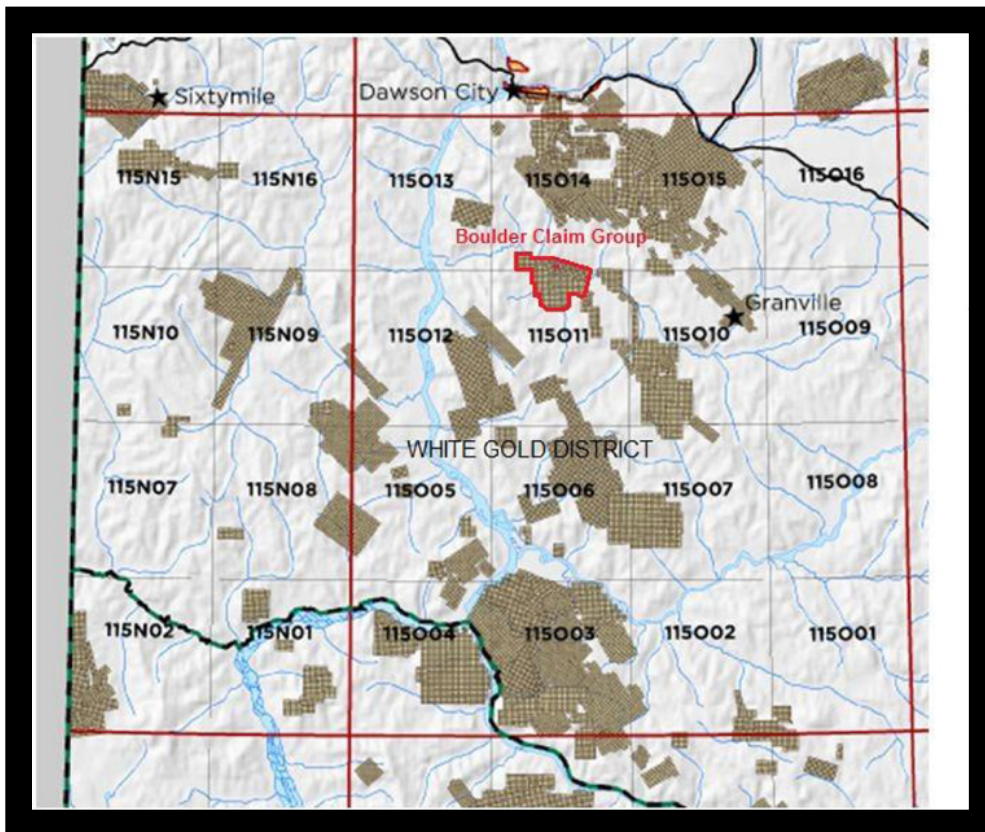 Sixtymile
Dawson City
115N15
115N16
115O13
115O14
115O15
115O16
Boulder Claim Group
Granville
115N10
115N09
115O12
115O11
115O10
115O09
WHITE GOLD DISTRICT
115N07
115N08
115O05
115O06
115O07
115O08
115N02
115N01
115O04
115O03
115O02
115O01